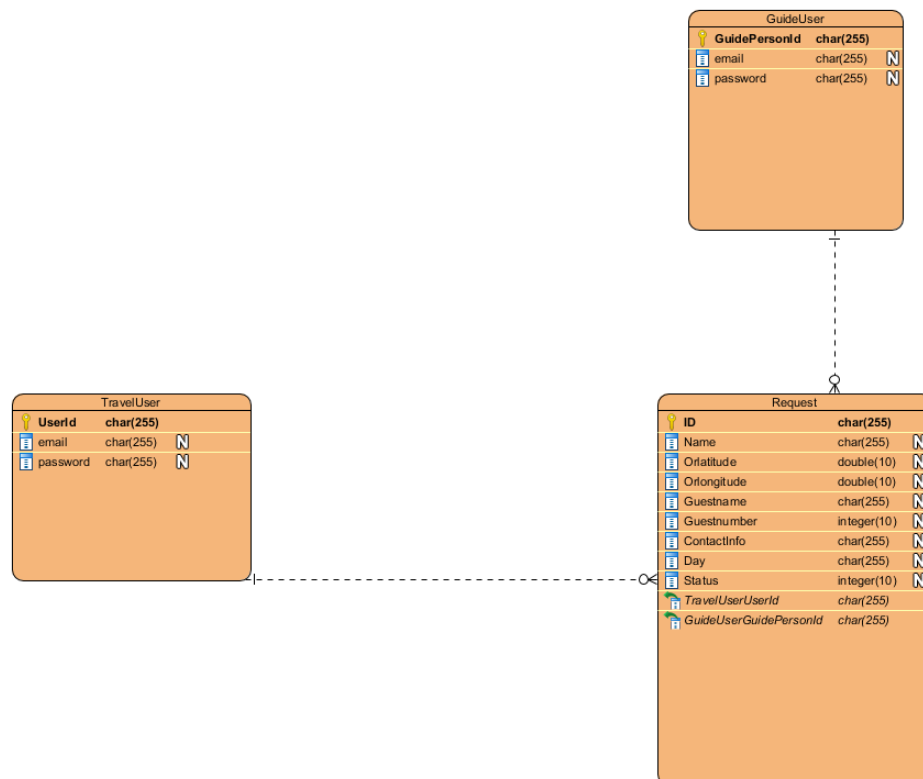 GuideUser
GuidePersonId char(255)
email char(255) N
password char(255) N
TravelUser
UserId char(255)
email char(255) N
password char(255) N
Request
ID char(255)
Name char(255) N
Orlatitude double(10) N
Orlongitude double(10) N
Guestname char(255) N
Guestnumber integer(10) N
ContactInfo char(255) N
Day char(255) N
Status integer(10) N
TravelUserUserId char(255)
GuideUserGuidePersonId char(255)